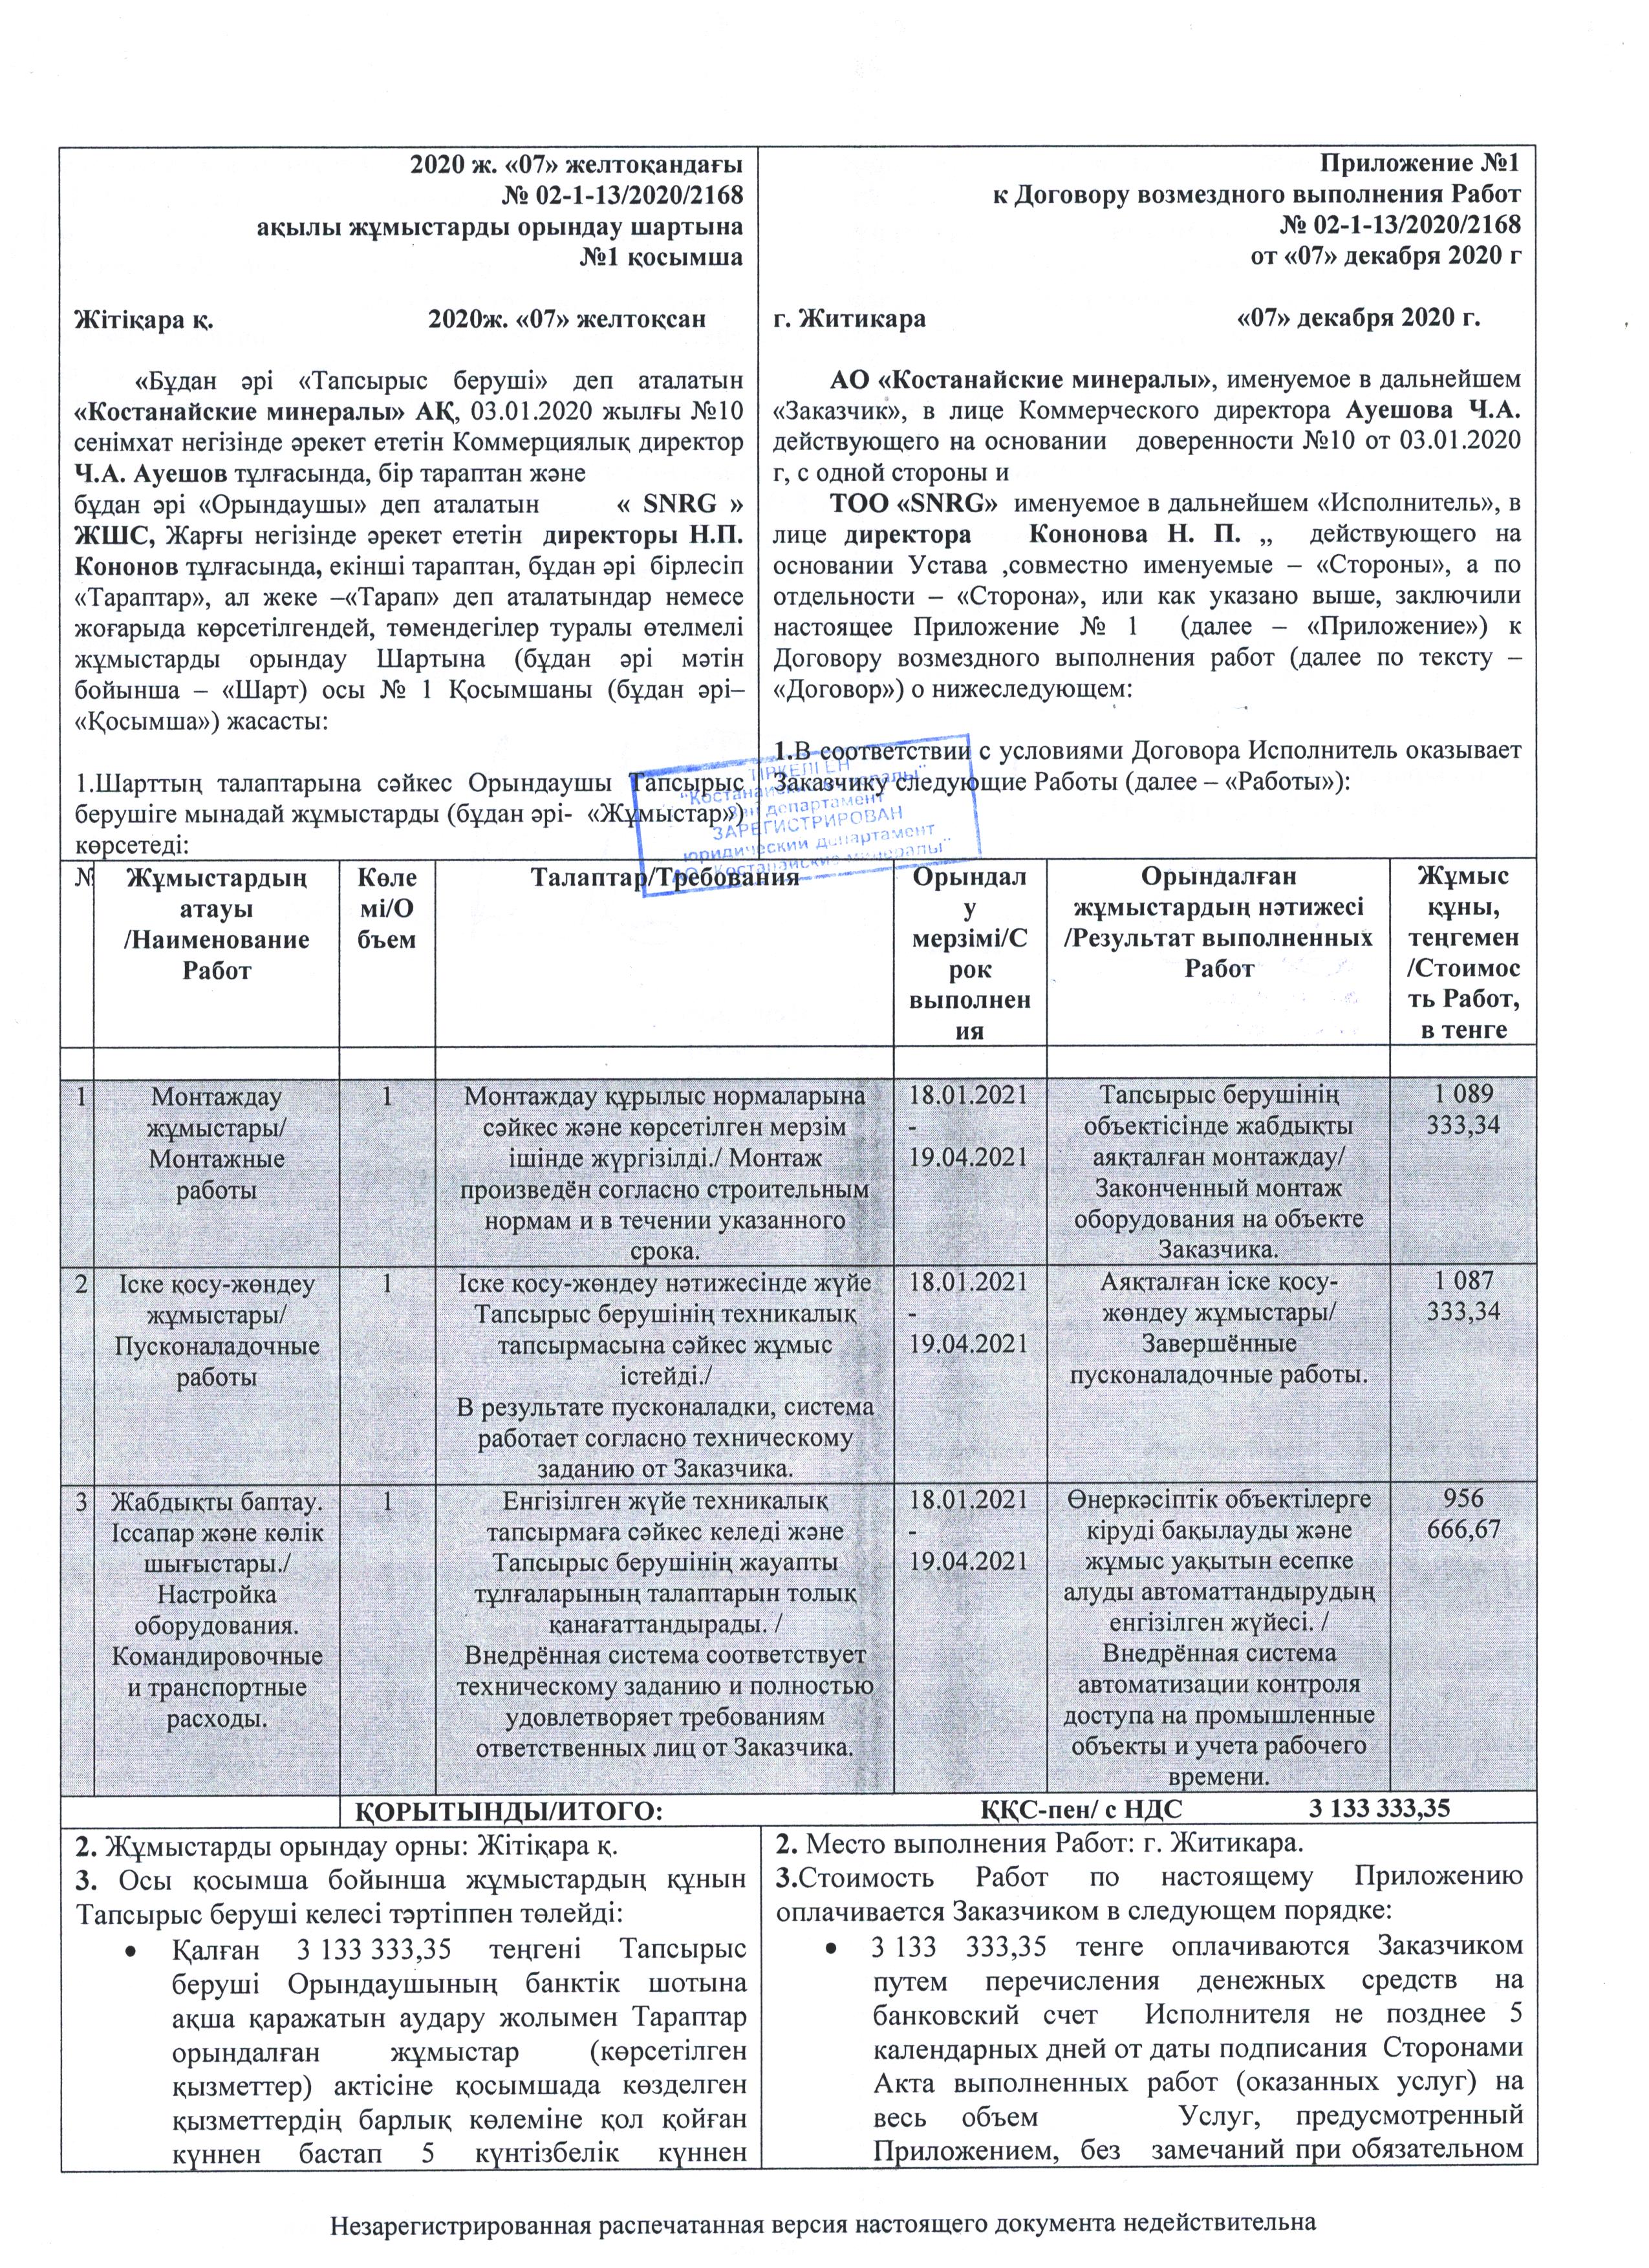 2020 ж. «07» желтоқандағы
№ 02-1-13/2020/2168
ақылы жұмыстарды орындау шартына
№1 қосымша
Жітіқара қ. 2020ж. «07» желтоқсан
«Бұдан әрі «Тапсырыс беруші» деп аталатын
«Костанайские минералы» АҚ, 03.01.2020 жылғы №10
сенімхат негізінде әрекет ететін Коммерциялық директор
Ч.А. Ауешов тұлғасында, бір тараптан және
бұдан әрі «Орындаушы» деп аталатын « SNRG »
ЖШС, Жарғы негізінде әрекет ететін директоры Н.П.
Кононов тұлғасында, екінші тараптан, бұдан әрі бірлесіп
«Тараптар», ал жеке –«Тарап» деп аталатындар немесе
жоғарыда көрсетілгендей, төмендегілер туралы өтелмелі
жұмыстарды орындау Шартына (бұдан әрі мәтін
бойынша – «Шарт) осы № 1 Қосымшаны (бұдан әрі–
«Қосымша») жасасты:
1.Шарттың талаптарына сәйкес Орындаушы Тапсырыс
берушіге мынадай жұмыстарды (бұдан әрі- «Жұмыстар»)
көрсетеді:
Приложение №1
к Договору возмездного выполнения Работ
№ 02-1-13/2020/2168
от «07» декабря 2020 г
г. Житикара «07» декабря 2020 г.
АО «Костанайские минералы», именуемое в дальнейшем
«Заказчик», в лице Коммерческого директора Ауешова Ч.А.
действующего на основании доверенности №10 от 03.01.2020
г, с одной стороны и
ТОО «SNRG» именуемое в дальнейшем «Исполнитель», в
лице директора Кононова Н. П. ,, действующего на
основании Устава ,совместно именуемые – «Стороны», а по
отдельности – «Сторона», или как указано выше, заключили
настоящее Приложение № 1 (далее – «Приложение») к
Договору возмездного выполнения работ (далее по тексту –
«Договор») о нижеследующем:
1.В соответствии с условиями Договора Исполнитель оказывает
Заказчику следующие Работы (далее – «Работы»):
ТІРКЕЛГЕН
"Костанайские минералы"
Заң департамент
ЗАРЕГИСТРИРОВАН
юридический департамент
АО "Костанайские минералы"
№
Жұмыстардың
атауы
/Наименование
Работ
Көле
мі/О
бъем
Талаптар/Требования
Орындал
у
мерзімі/С
рок
выполнен
ия
Орындалған
жұмыстардың нәтижесі
/Результат выполненных
Работ
Жұмыс
құны,
теңгемен
/Стоимос
ть Работ,
в тенге
1
Монтаждау
жұмыстары/
Монтажные
работы
1
Монтаждау құрылыс нормаларына
сәйкес және көрсетілген мерзім
ішінде жүргізілді./ Монтаж
произведён согласно строительным
нормам и в течении указанного
срока.
18.01.2021
-
19.04.2021
Тапсырыс берушінің
объектісінде жабдықты
аяқталған монтаждау/
Законченный монтаж
оборудования на объекте
Заказчика.
1 089
333,34
2
Іске қосу-жөндеу
жұмыстары/
Пусконаладочные
работы
1
Іске қосу-жөндеу нәтижесінде жүйе
Тапсырыс берушінің техникалық
тапсырмасына сәйкес жұмыс
істейді./
В результате пусконаладки, система
работает согласно техническому
заданию от Заказчика.
18.01.2021
-
19.04.2021
Аяқталған іске қосу-
жөндеу жұмыстары/
Завершённые
пусконаладочные работы.
1 087
333,34
3
Жабдықты баптау.
Іссапар және көлік
шығыстары./
Настройка
оборудования.
Командировочные
и транспортные
расходы.
1
Енгізілген жүйе техникалық
тапсырмаға сәйкес келеді және
Тапсырыс берушінің жауапты
тұлғаларының талаптарын толық
қанағаттандырады. /
Внедрённая система соответствует
техническому заданию и полностью
удовлетворяет требованиям
ответственных лиц от Заказчика.
18.01.2021
-
19.04.2021
Өнеркәсіптік объектілерге
кіруді бақылауды және
жұмыс уақытын есепке
алуды автоматтандырудың
енгізілген жүйесі. /
Внедрённая система
автоматизации контроля
доступа на промышленные
объекты и учета рабочего
времени.
956
666,67
ҚОРЫТЫНДЫ/ИТОГО: ҚҚС-пен/ с НДС 3 133 333,35
2. Жұмыстарды орындау орны: Жітіқара қ.
3. Осы қосымша бойынша жұмыстардың құнын
Тапсырыс беруші келесі тәртіппен төлейді:
• Қалған 3 133 333,35 теңгені Тапсырыс
беруші Орындаушының банктік шотына
ақша қаражатын аудару жолымен Тараптар
орындалған жұмыстар (көрсетілген
қызметтер) актісіне қосымшада көзделген
қызметтердің барлық көлеміне қол қойған
күннен бастап 5 күнтізбелік күннен
2. Место выполнения Работ: г. Житикара.
3.Стоимость Работ по настоящему Приложению
оплачивается Заказчиком в следующем порядке:
• 3 133 333,35 тенге оплачиваются Заказчиком
путем перечисления денежных средств на
банковский счет Исполнителя не позднее 5
календарных дней от даты подписания Сторонами
Акта выполненных работ (оказанных услуг) на
весь объем Услуг, предусмотренный
Приложением, без замечаний при обязательном
Незарегистрированная распечатанная версия настоящего документа недействительна